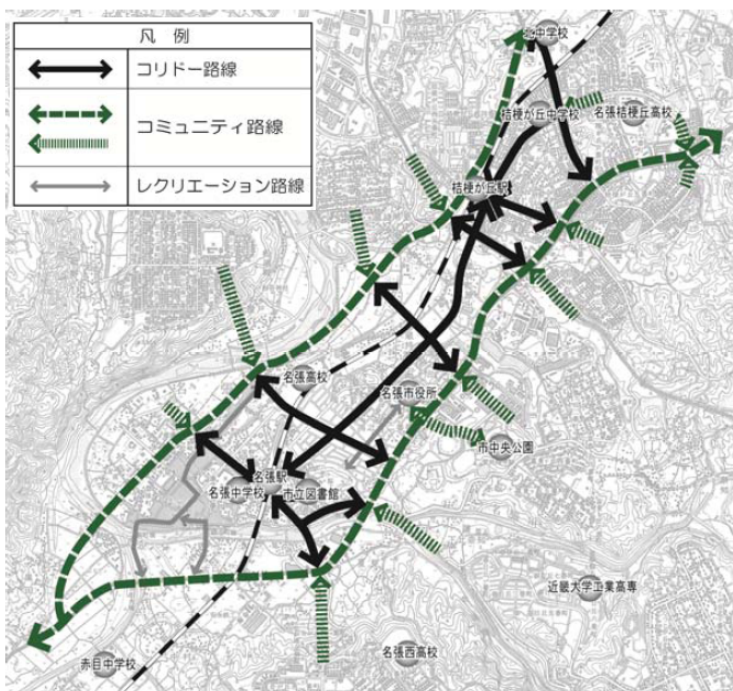 凡 例
コリドー路線
コミュニティ路線
レクリエーション路線
北中学校
桔梗が丘中学校
名張桔梗丘高校
桔梗が丘駅
名張高校
名張市役所
市中央公園
名張駅
名張中学校
市立図書館
近畿大学工業高専
名張西高校
赤目中学校